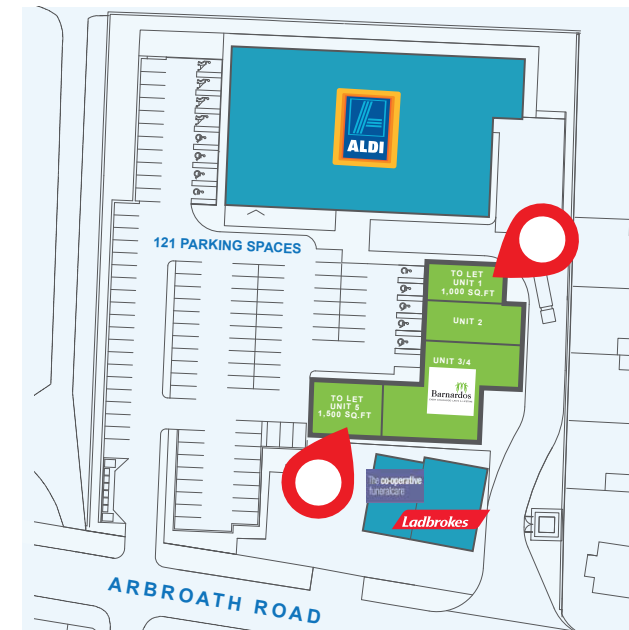 ALDI
121 PARKING SPACES
TO LET
UNIT 1
1,000 SQ.FT
UNIT 2
UNIT 3/4
Barnardos
TO LET
UNIT 5
1,500 SQ.FT
The co-operative
funeralcare
Ladbrokes
ARBROATH ROAD